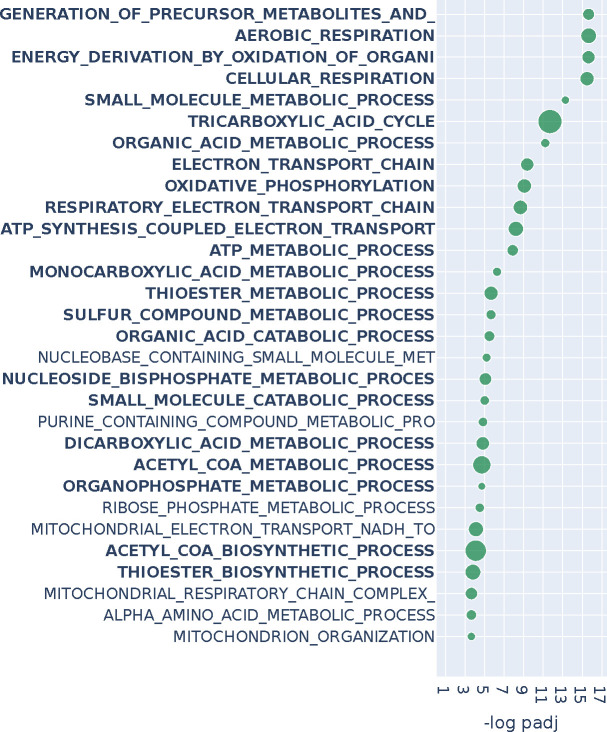 GENERATION_OF_PRECURSOR_METABOLITES_AND_
AEROBIC_RESPIRATION
ENERGY_DERIVATION_BY_OXIDATION_OF_ORGANI
CELLULAR_RESPIRATION
SMALL_MOLECULE_METABOLIC_PROCESS
TRICARBOXYLIC_ACID_CYCLE
ORGANIC_ACID_METABOLIC_PROCESS
ELECTRON_TRANSPORT_CHAIN
OXIDATIVE_PHOSPHORYLATION
RESPIRATORY_ELECTRON_TRANSPORT_CHAIN
ATP_SYNTHESIS_COUPLED_ELECTRON_TRANSPORT
ATP_METABOLIC_PROCESS
MONOCARBOXYLIC_ACID_METABOLIC_PROCESS
THIOESTER_METABOLIC_PROCESS
SULFUR_COMPOUND_METABOLIC_PROCESS
ORGANIC_ACID_CATABOLIC_PROCESS
NUCLEOBASE_CONTAINING_SMALL_MOLECULE_MET
NUCLEOSIDE_BISPHOSPHATE_METABOLIC_PROCES
SMALL_MOLECULE_CATABOLIC_PROCESS
PURINE_CONTAINING_COMPOUND_METABOLIC_PRO
DICARBOXYLIC_ACID_METABOLIC_PROCESS
ACETYL_COA_METABOLIC_PROCESS
ORGANOPHOSPHATE_METABOLIC_PROCESS
RIBOSE_PHOSPHATE_METABOLIC_PROCESS
MITOCHONDRIAL_ELECTRON_TRANSPORT_NADH_TO
ACETYL_COA_BIOSYNTHETIC_PROCESS
THIOESTER_BIOSYNTHETIC_PROCESS
MITOCHONDRIAL_RESPIRATORY_CHAIN_COMPLEX_
ALPHA_AMINO_ACID_METABOLIC_PROCESS
MITOCHONDRION_ORGANIZATION
1 3 5 7 9 11 13 15 17
-log padj